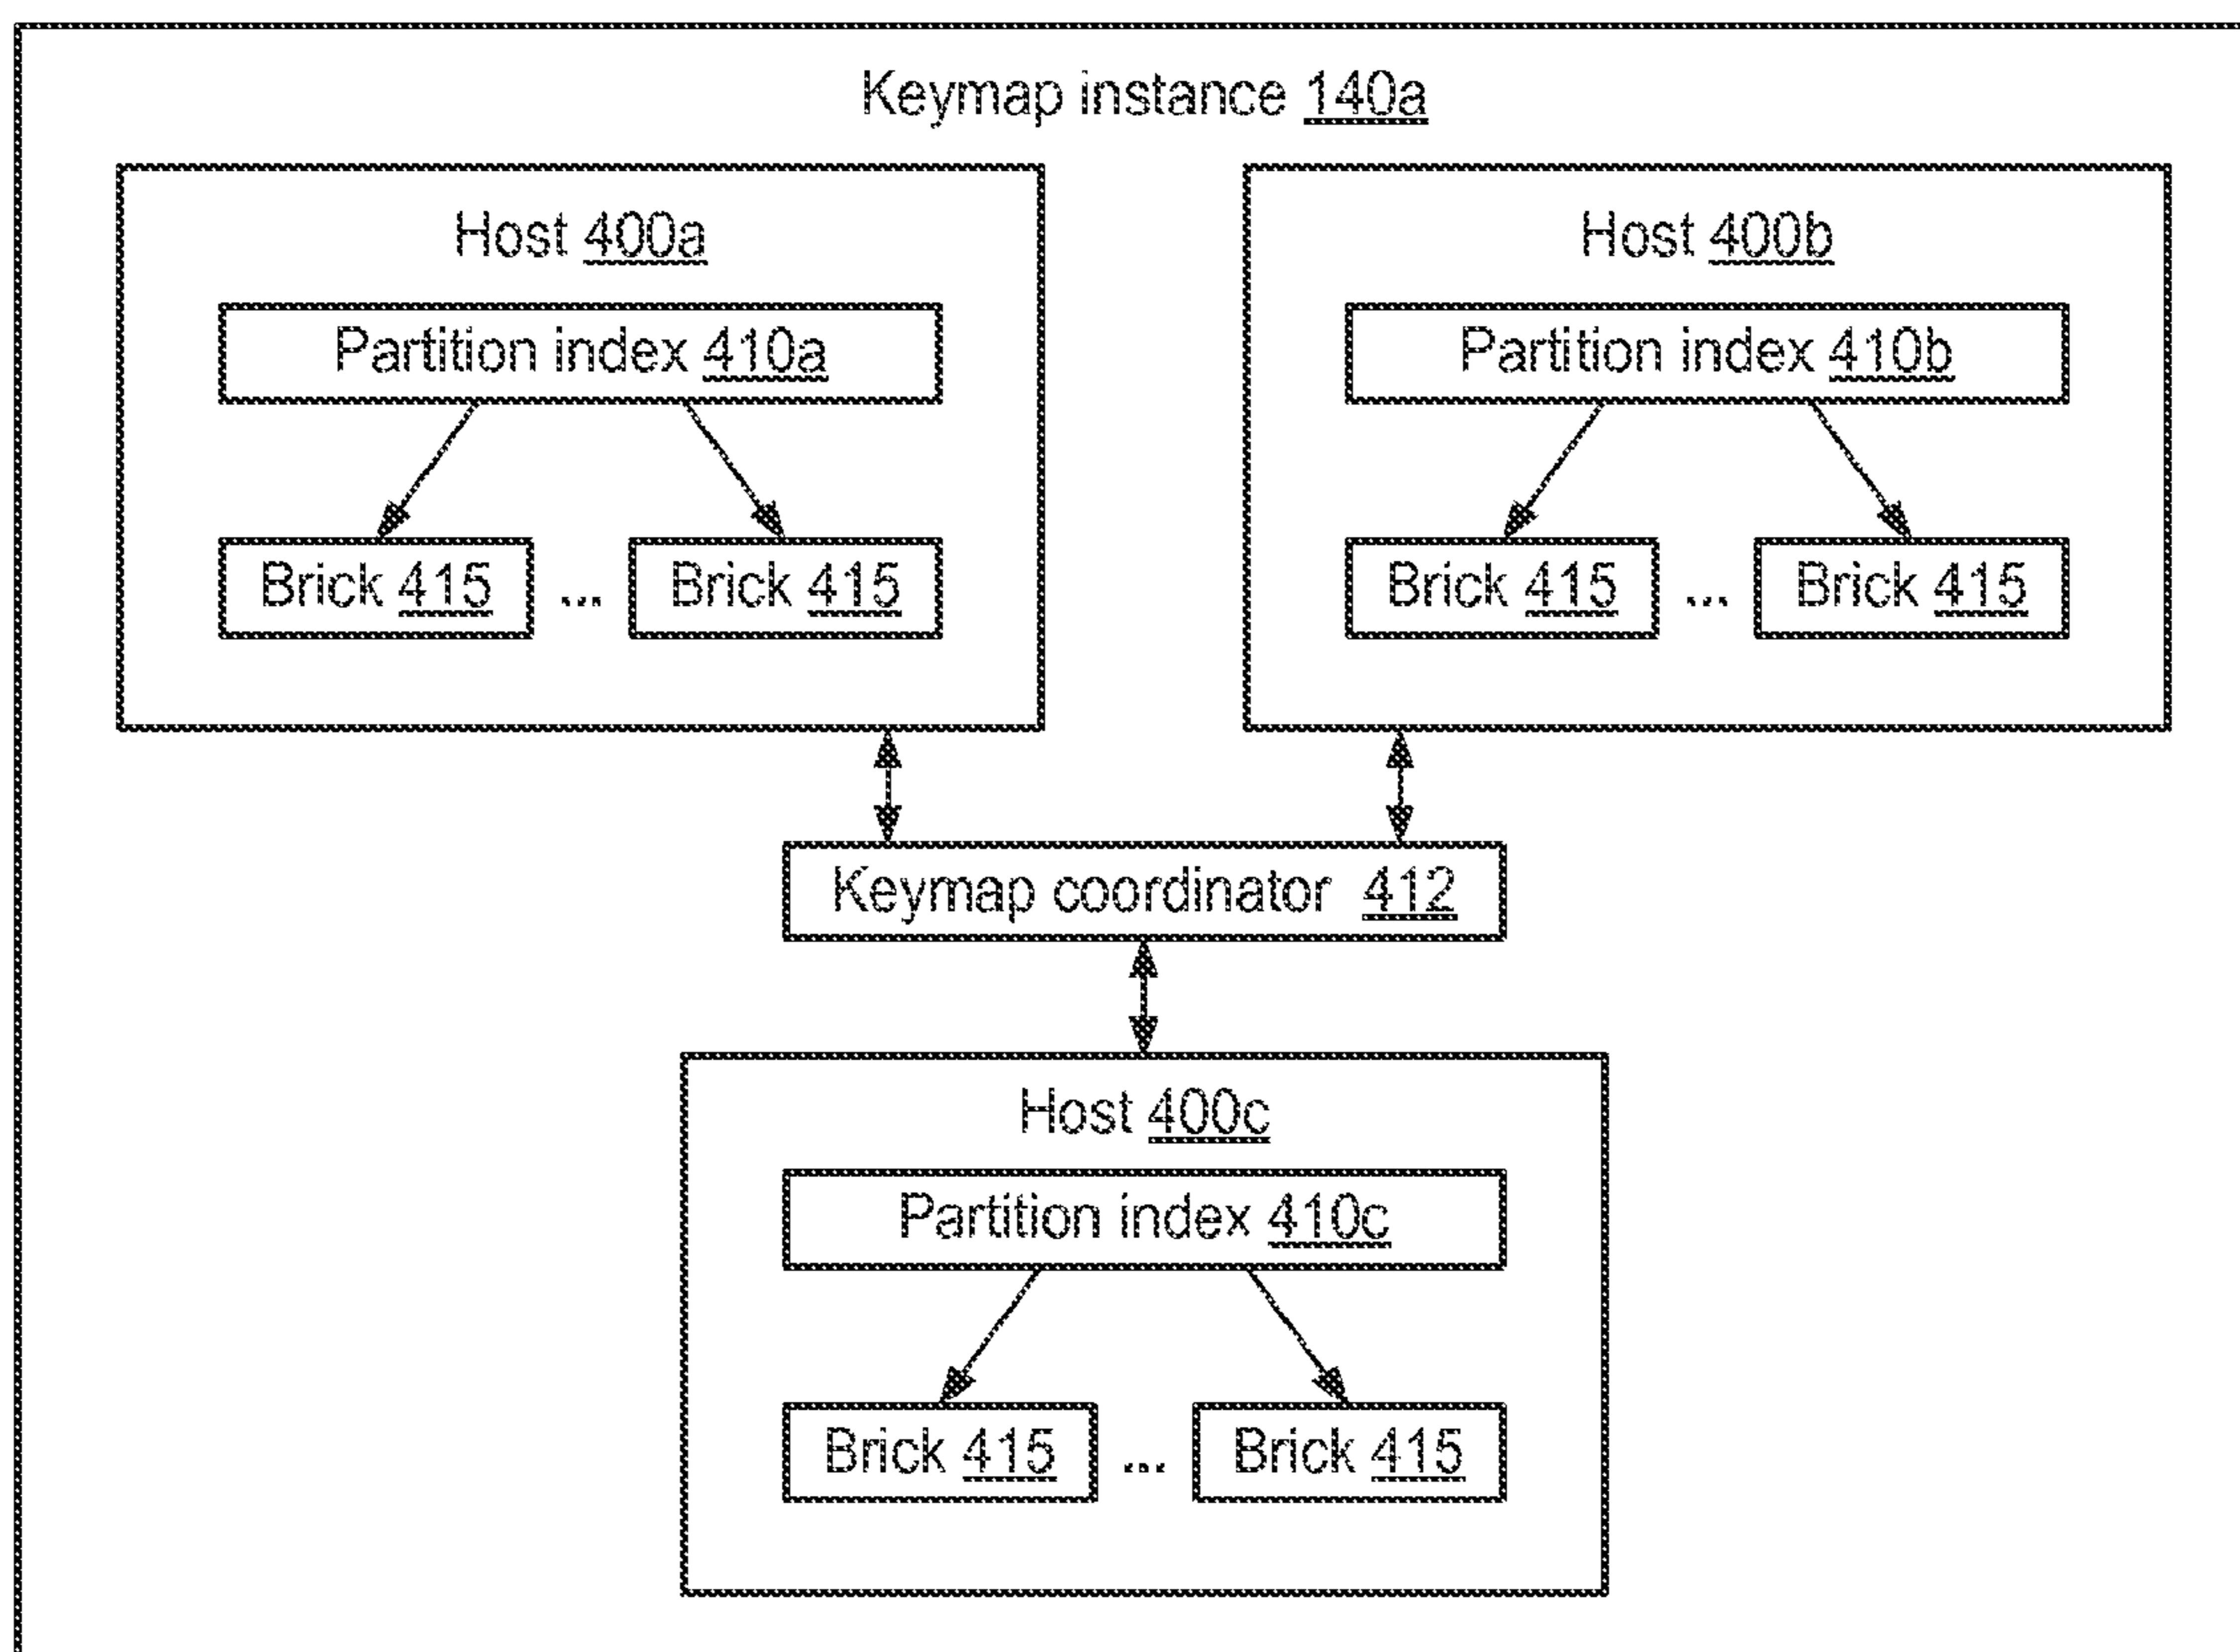 Keymap instance 140a
Host 400a
Host 400b
Partition index 410a
Partition index 410b
Brick 415 ... Brick 415
Brick 415 ... Brick 415
Keymap coordinator 412
Host 400c
Partition index 410c
Brick 415 ... Brick 415